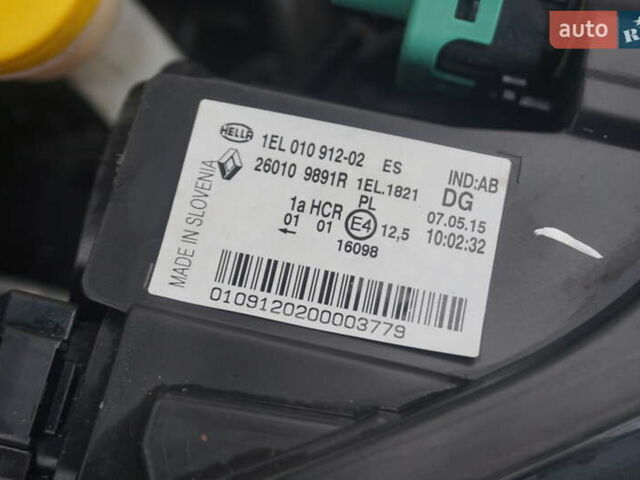 auto R
HELLA 1EL 010 912-02 ES IND:AB
26010 9891R 1EL.1821 DG
1a HCR PL 07.05.15
01 01 E4 12,5 10:02:32
16098
MADE IN SLOVENIA
0109120200003779